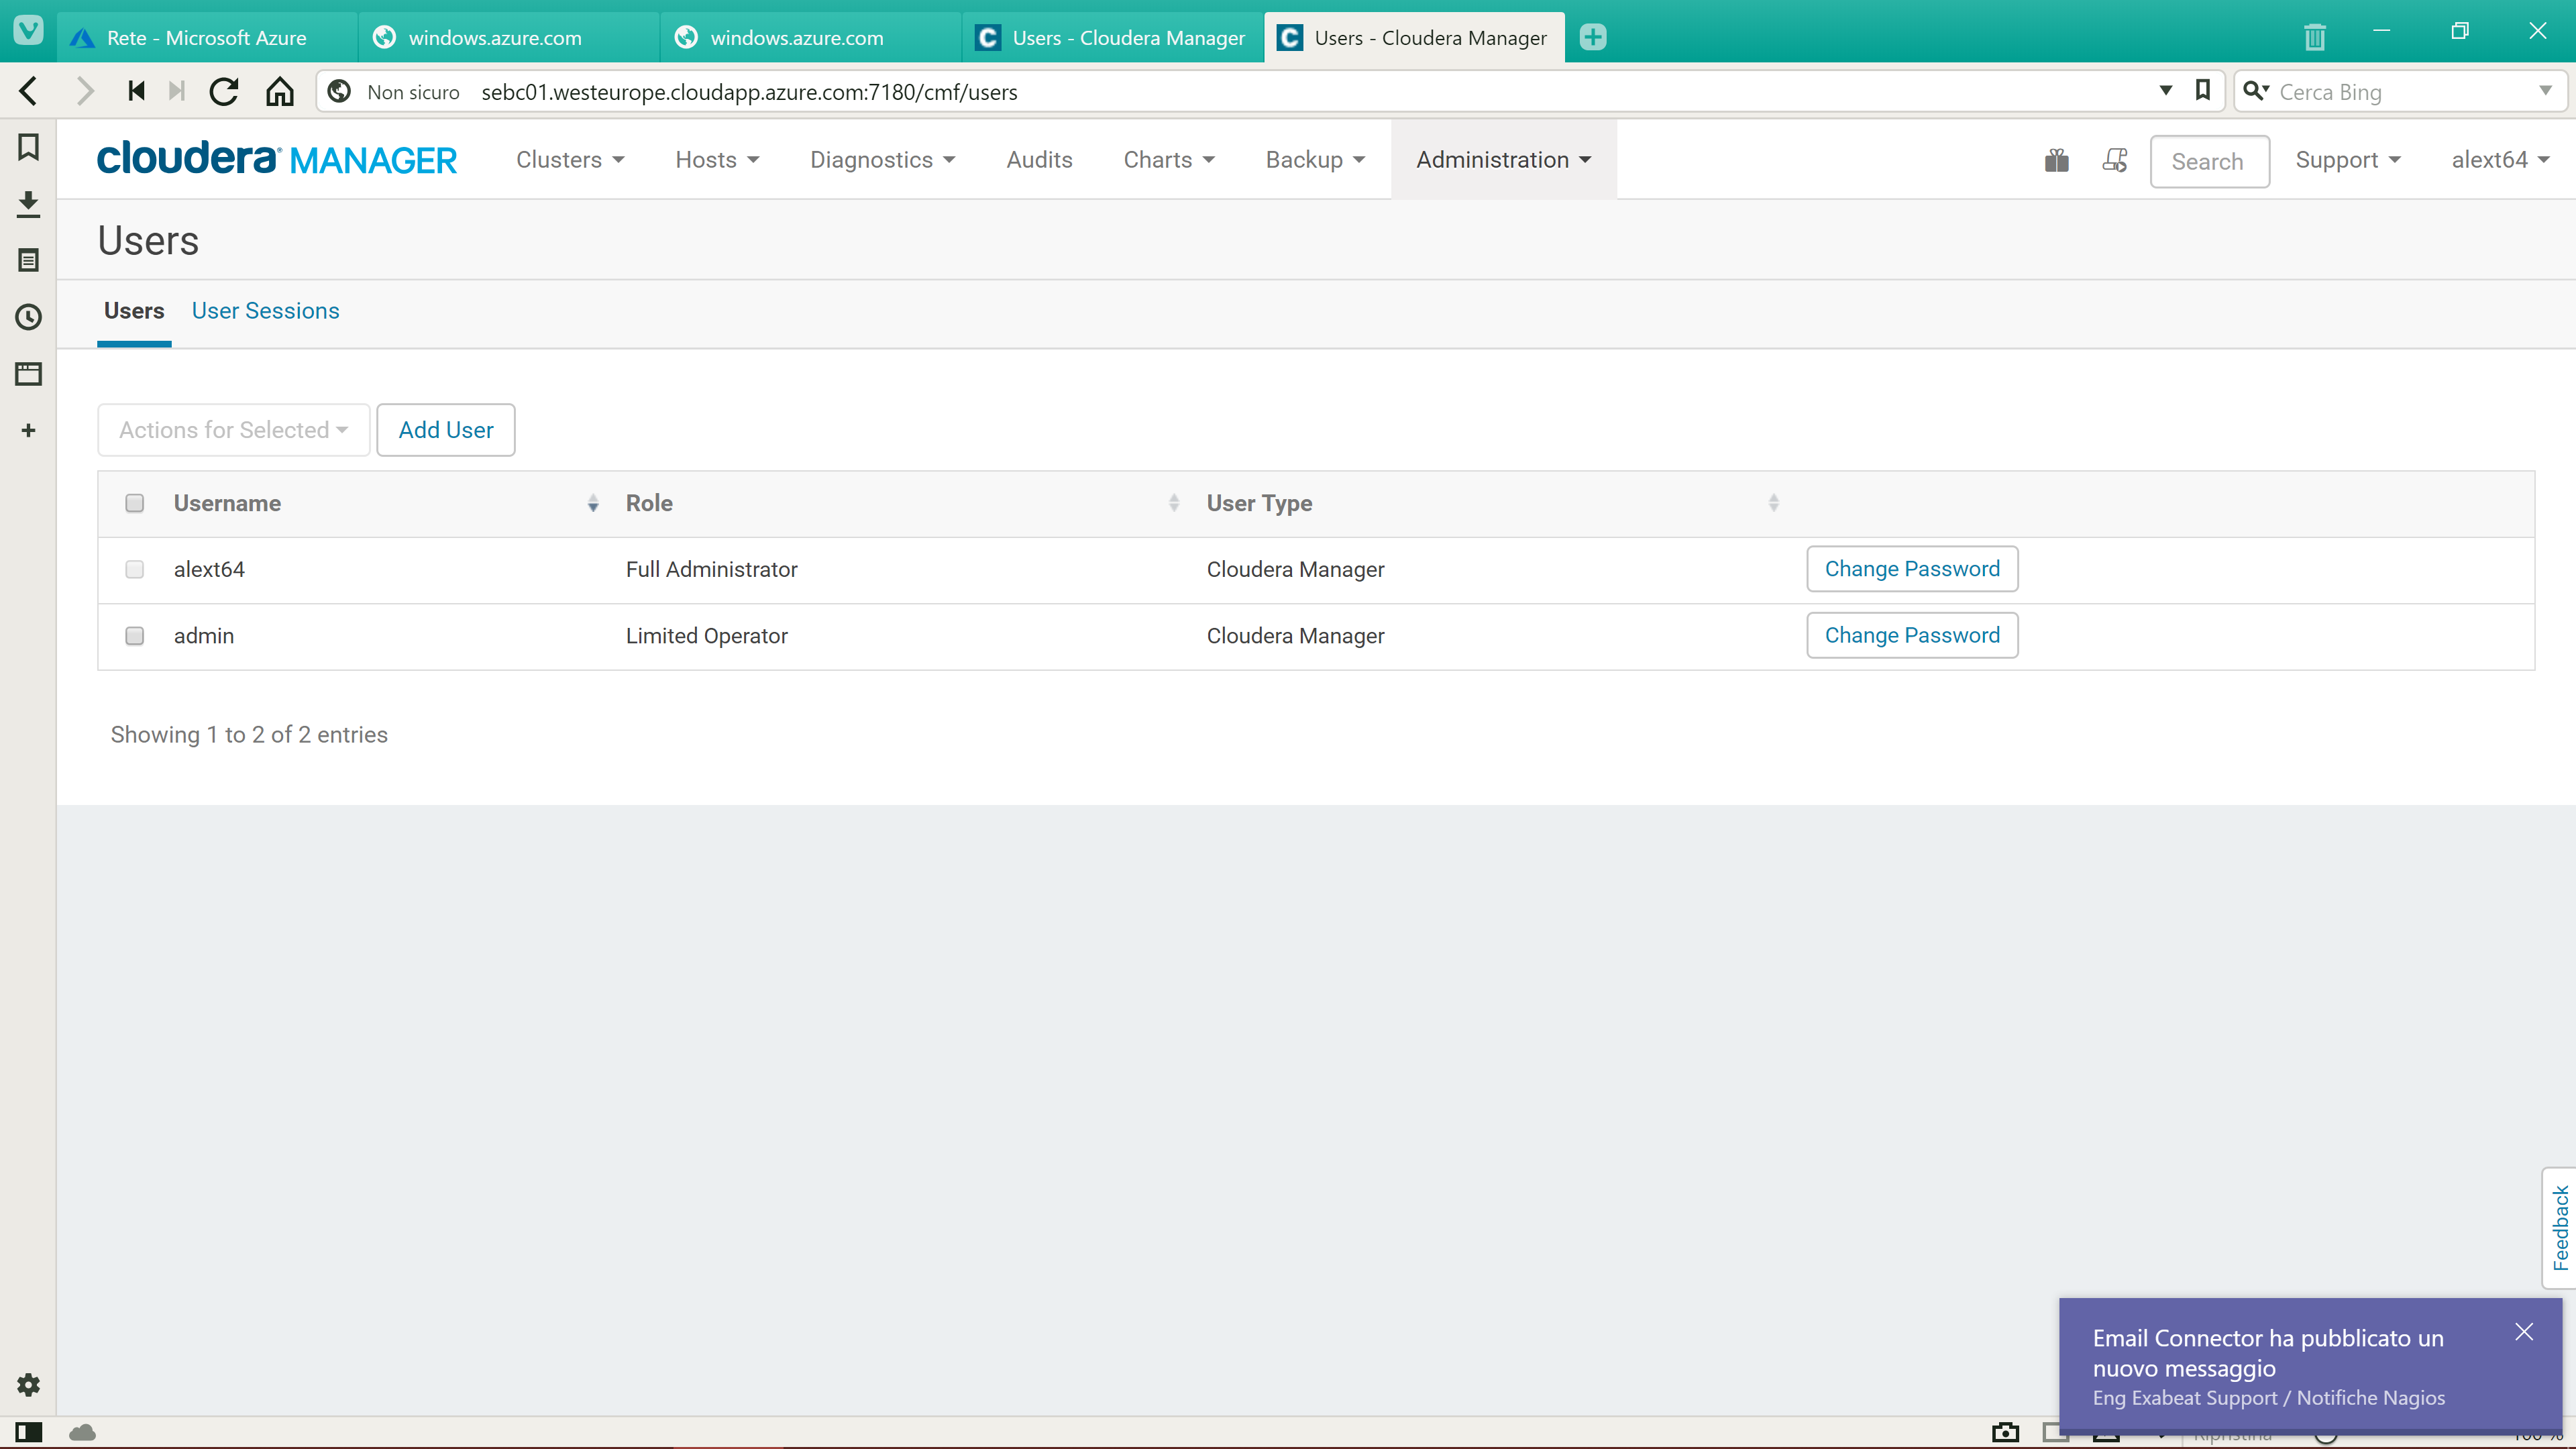 Rete - Microsoft Azure
windows.azure.com
windows.azure.com
Users - Cloudera Manager
Users - Cloudera Manager
Non sicuro sebc01.westeurope.cloudapp.azure.com:7180/cmf/users
Cerca Bing
cloudera MANAGER
Clusters
Hosts
Diagnostics
Audits
Charts
Backup
Administration
Search
Support
alext64
Users
Users User Sessions
Actions for Selected Add User
Username Role User Type
alext64 Full Administrator Cloudera Manager Change Password
admin Limited Operator Cloudera Manager Change Password
Showing 1 to 2 of 2 entries
Feedback
Email Connector ha pubblicato un
nuovo messaggio
Eng Exabeat Support / Notifiche Nagios
Ripristina 100 %